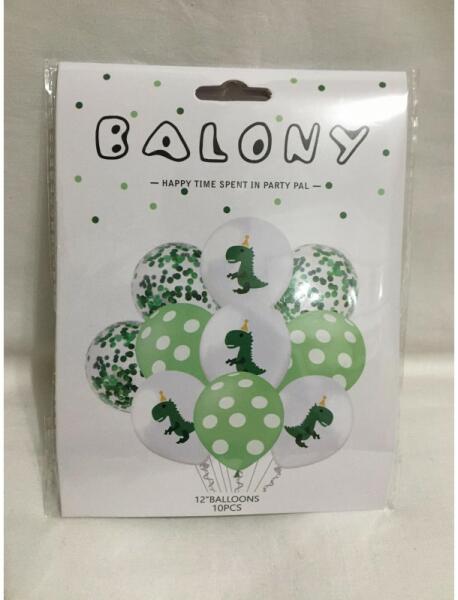 BALONY
— HAPPY TIME SPENT IN PARTY PAL —
12"BALLOONS
10PCS